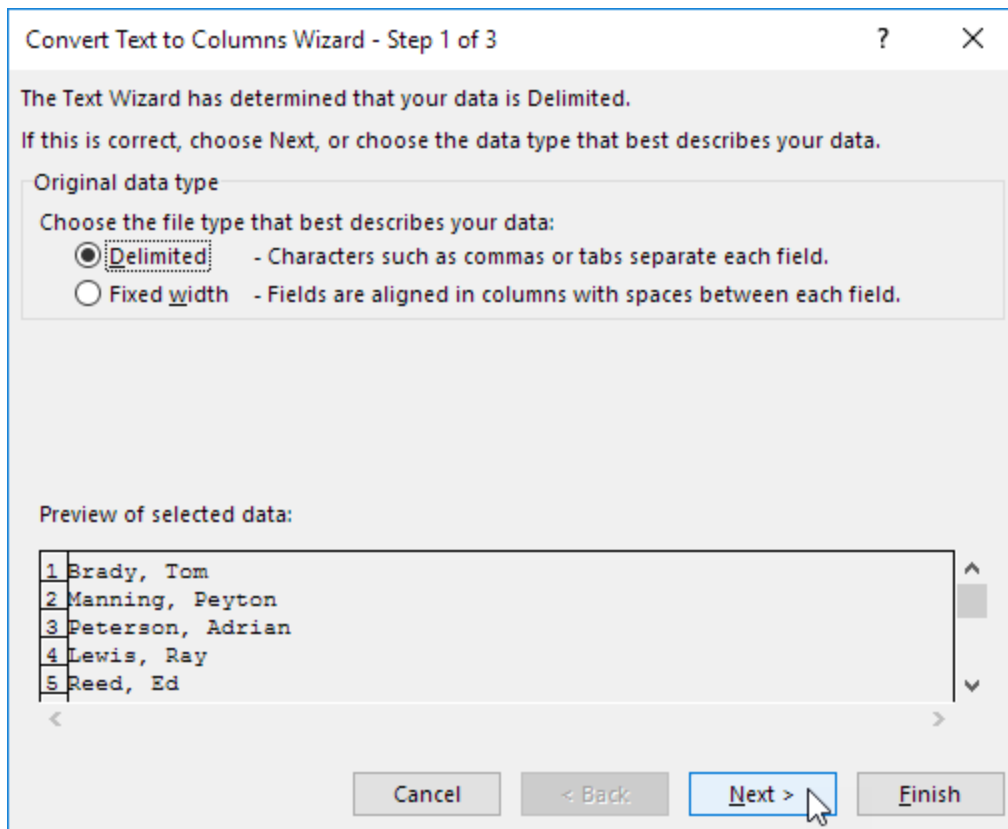 Convert Text to Columns Wizard - Step 1 of 3 ?
The Text Wizard has determined that your data is Delimited.
If this is correct, choose Next, or choose the data type that best describes your data.
Original data type
Choose the file type that best describes your data:
Delimited - Characters such as commas or tabs separate each field.
Fixed width - Fields are aligned in columns with spaces between each field.
Preview of selected data:
1 Brady, Tom
2 Manning, Peyton
3 Peterson, Adrian
4 Lewis, Ray
5 Reed, Ed
Cancel < Back Next > Finish